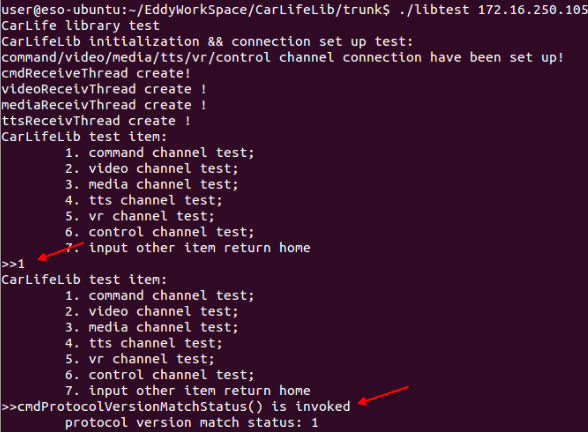 user@eso-ubuntu:~/EddyWorkSpace/CarLifeLib/trunk$ ./libtest 172.16.250.105
CarLife library test
CarLifeLib initialization && connection set up test:
command/video/media/tts/vr/control channel connection have been set up!
cmdReceiveThread create!
videoReceivThread create !
mediaReceivThread create !
ttsReceivThread create !
CarLifeLib test item:
1. command channel test;
2. video channel test;
3. media channel test;
4. tts channel test;
5. vr channel test;
6. control channel test;
7. input other item return home
>>1
CarLifeLib test item:
1. command channel test;
2. video channel test;
3. media channel test;
4. tts channel test;
5. vr channel test;
6. control channel test;
7. input other item return home
>>cmdProtocolVersionMatchStatus() is invoked
protocol version match status: 1